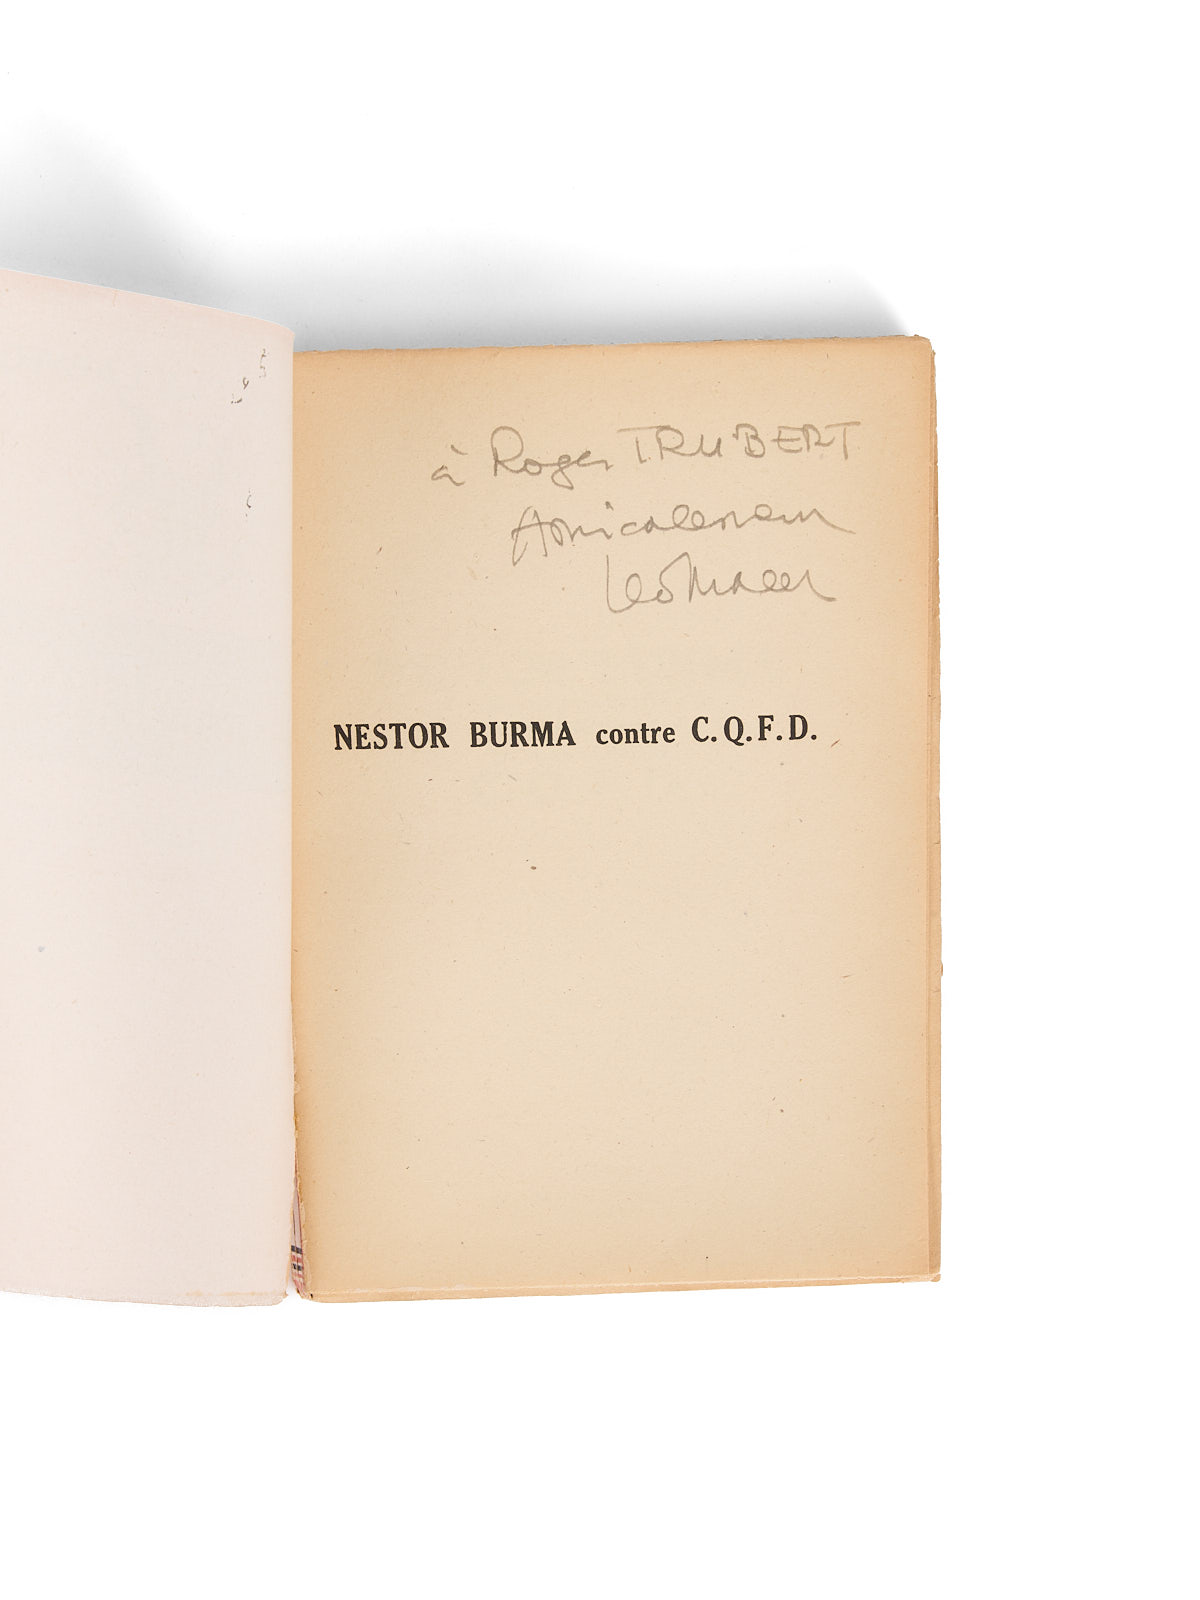 à Roger TRUBERT
Amicalement
Léo Malet
NESTOR BURMA contre C.Q.F.D.